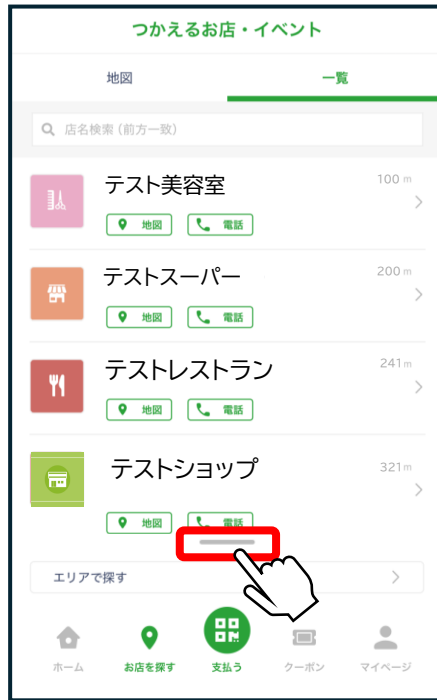 つかえるお店・イベント
地図
一覧
店名検索 (前方一致)
テスト美容室
100 m
地図
電話
テストスーパー
200 m
地図
電話
テストレストラン
241 m
地図
電話
テストショップ
321 m
地図
電話
エリアで探す
ホーム
お店を探す
支払う
クーポン
マイページ